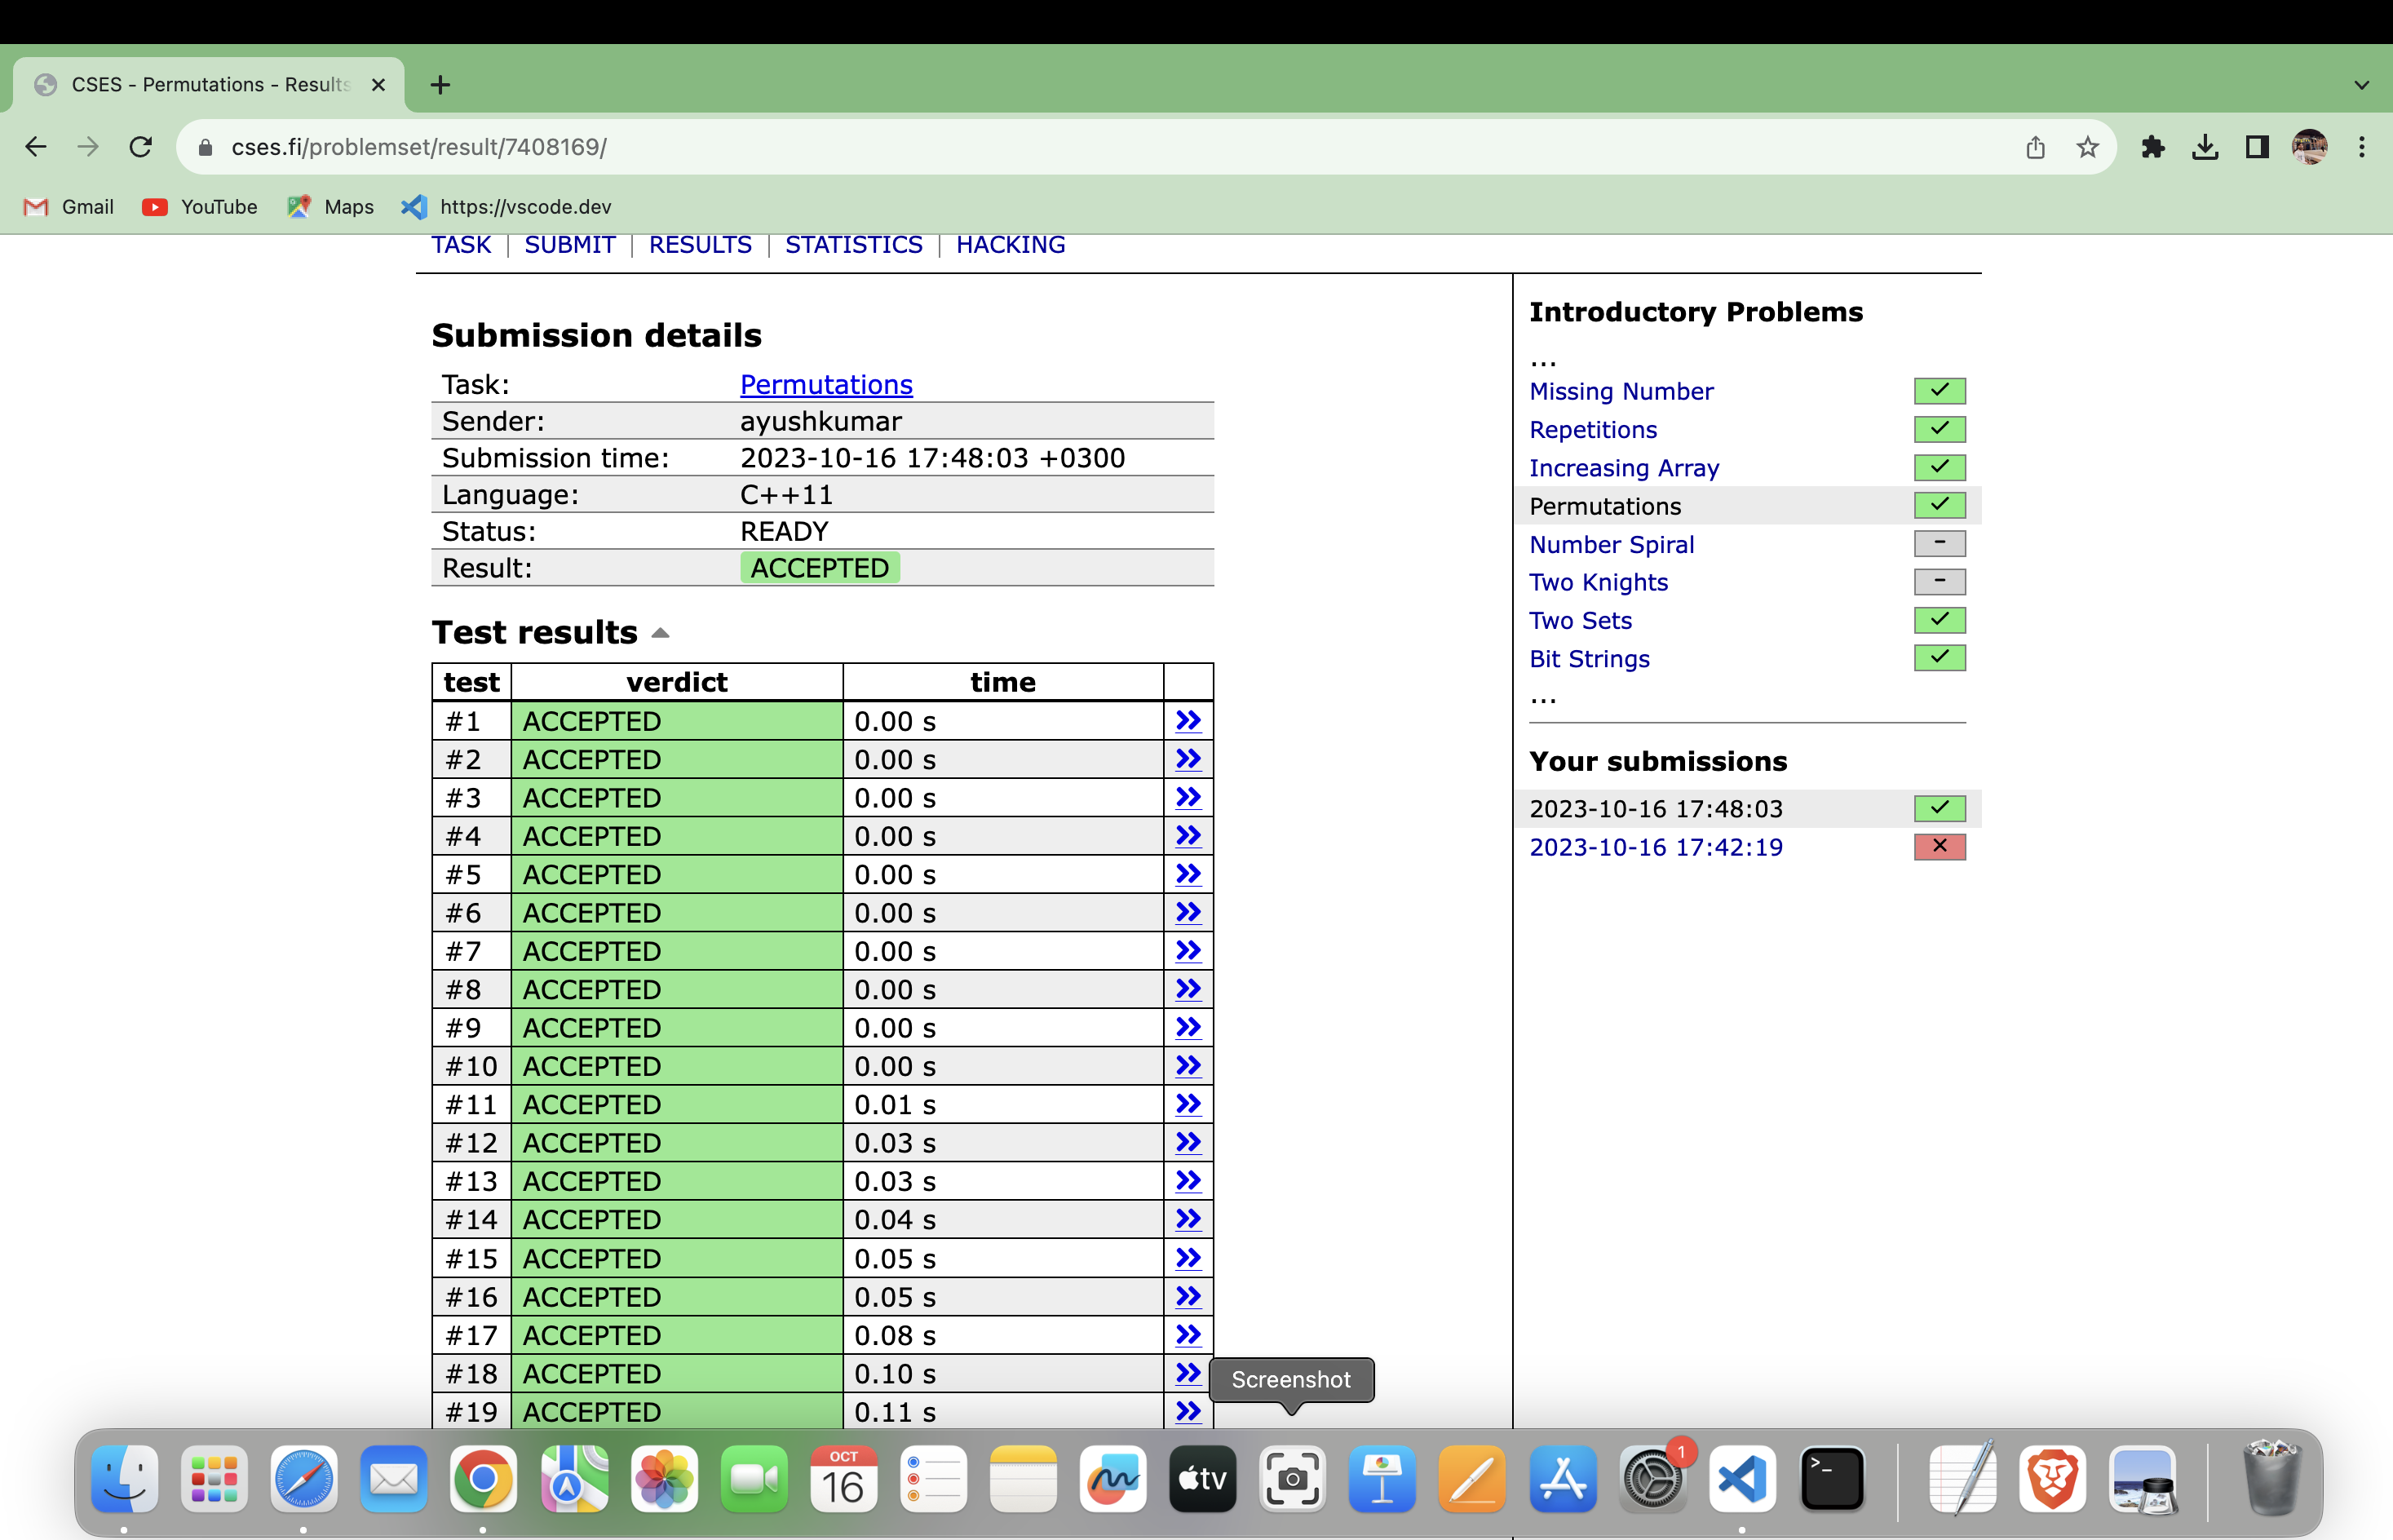 CSES - Permutations - Results
cses.fi/problemset/result/7408169/
Gmail YouTube Maps https://vscode.dev
TASK | SUBMIT | RESULTS | STATISTICS | HACKING
Submission details
Task: Permutations
Sender: ayushkumar
Submission time: 2023-10-16 17:48:03 +0300
Language: C++11
Status: READY
Result: ACCEPTED
Test results
test verdict time
#1 ACCEPTED 0.00 s >>
#2 ACCEPTED 0.00 s >>
#3 ACCEPTED 0.00 s >>
#4 ACCEPTED 0.00 s >>
#5 ACCEPTED 0.00 s >>
#6 ACCEPTED 0.00 s >>
#7 ACCEPTED 0.00 s >>
#8 ACCEPTED 0.00 s >>
#9 ACCEPTED 0.00 s >>
#10 ACCEPTED 0.00 s >>
#11 ACCEPTED 0.01 s >>
#12 ACCEPTED 0.03 s >>
#13 ACCEPTED 0.03 s >>
#14 ACCEPTED 0.04 s >>
#15 ACCEPTED 0.05 s >>
#16 ACCEPTED 0.05 s >>
#17 ACCEPTED 0.08 s >>
#18 ACCEPTED 0.10 s >>
#19 ACCEPTED 0.11 s >>
Introductory Problems
...
Missing Number
Repetitions
Increasing Array
Permutations
Number Spiral –
Two Knights –
Two Sets
Bit Strings
...
Your submissions
2023-10-16 17:48:03
2023-10-16 17:42:19
Screenshot
OCT
16
tv
1
>_